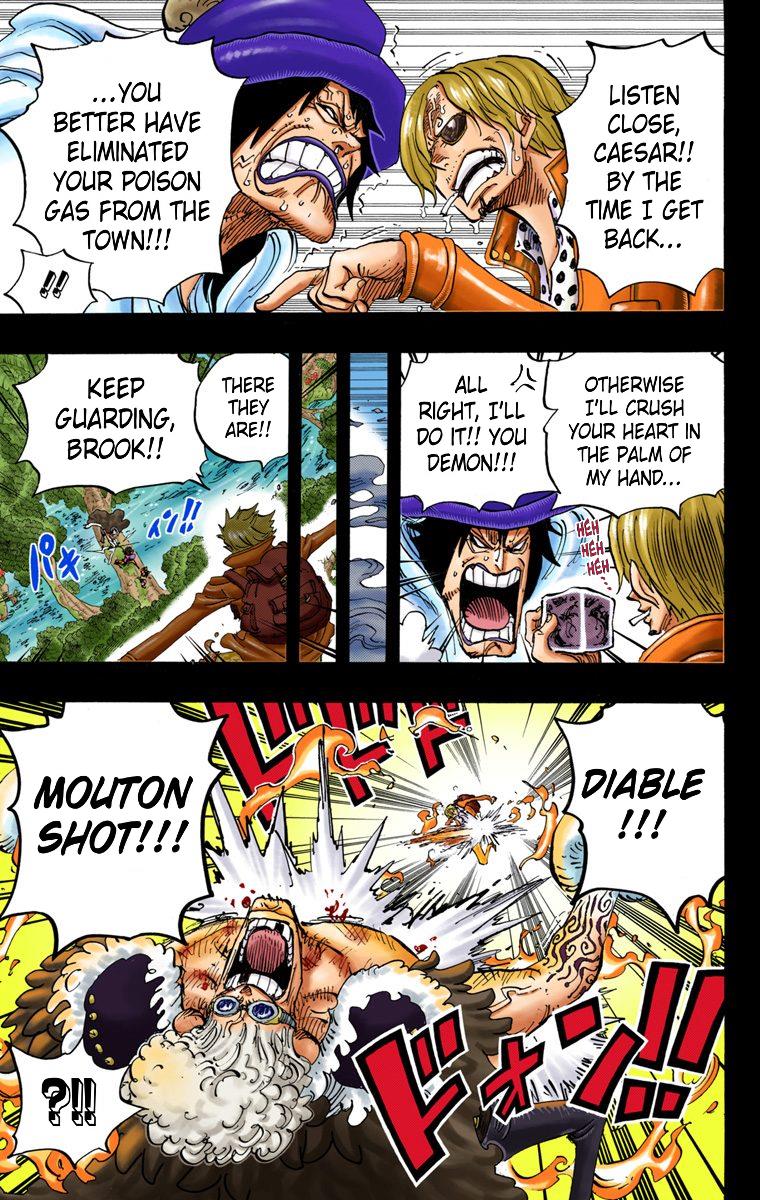 LISTEN
CLOSE,
CAESAR!!
BY THE
TIME I GET
BACK...
...YOU
BETTER HAVE
ELIMINATED
YOUR POISON
GAS FROM THE
TOWN!!!
!!
OTHERWISE
I'LL CRUSH
YOUR HEART IN
THE PALM OF
MY HAND...
HEH
HEH
HEH
ALL
RIGHT, I'LL
DO IT!! YOU
DEMON!!!
THERE
THEY
ARE!!
KEEP
GUARDING,
BROOK!!
イン!!
パキ
DIABLE
!!!
MOUTON
SHOT!!!
ドォン!!
?!!